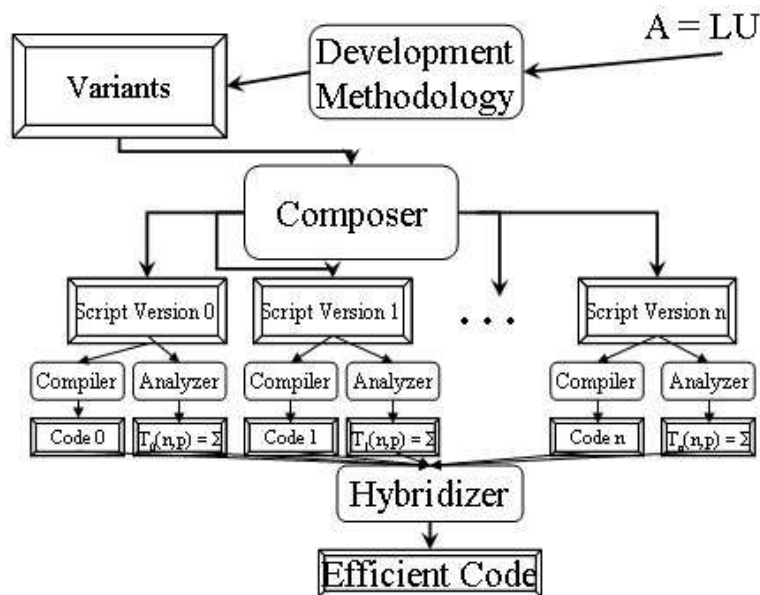 A = LU
Development
Methodology
Variants
Composer
Script Version 0
Script Version 1
. . .
Script Version n
Compiler
Analyzer
Compiler
Analyzer
Compiler
Analyzer
Code 0
T₀(n,p) = Σ
Code 1
T₁(n,p) = Σ
Code n
Tₙ(n,p) = Σ
Hybridizer
Efficient Code